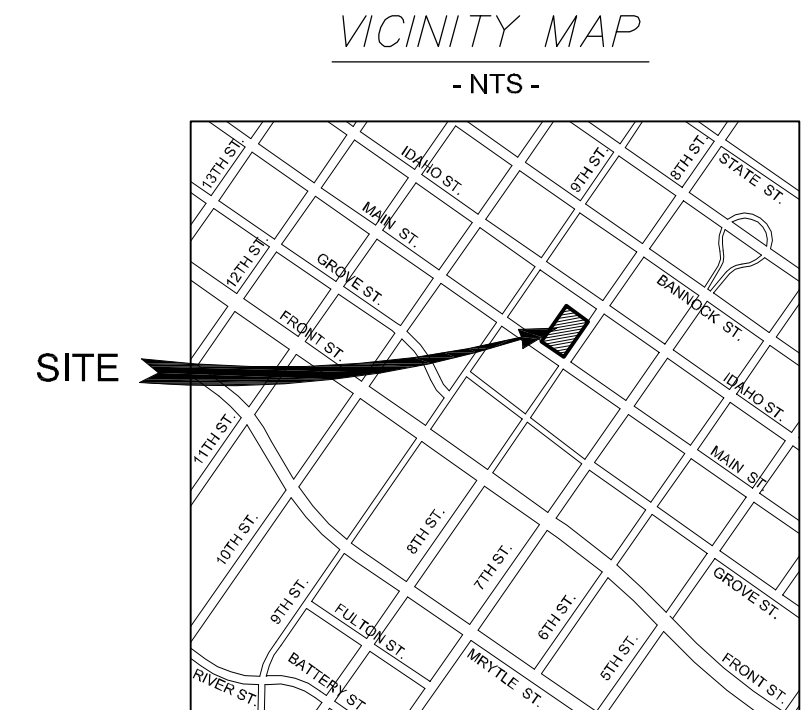 VICINITY MAP
- NTS -
13TH ST.
IDAHO ST.
9TH ST.
8TH ST.
STATE ST.
MAIN ST.
12TH ST.
GROVE ST.
BANNOCK ST.
FRONT ST.
SITE
IDAHO ST.
11TH ST.
MAIN ST.
10TH ST.
8TH ST.
7TH ST.
GROVE ST.
9TH ST.
FULTON ST.
6TH ST.
5TH ST.
FRONT ST.
RIVER ST.
BATTERY ST.
MRYTLE ST.